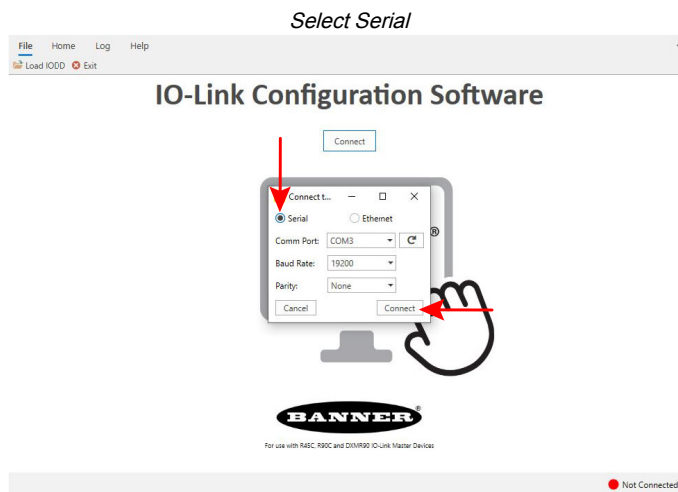 Select Serial
File Home Log Help
Load IODD Exit
IO-Link Configuration Software
Connect
Connect t...
Serial Ethernet
®
Comm Port: COM3
Baud Rate: 19200
Parity: None
Cancel Connect
BANNER®
For use with R45C, R90C and DXMR90 IO-Link Master Devices
Not Connected